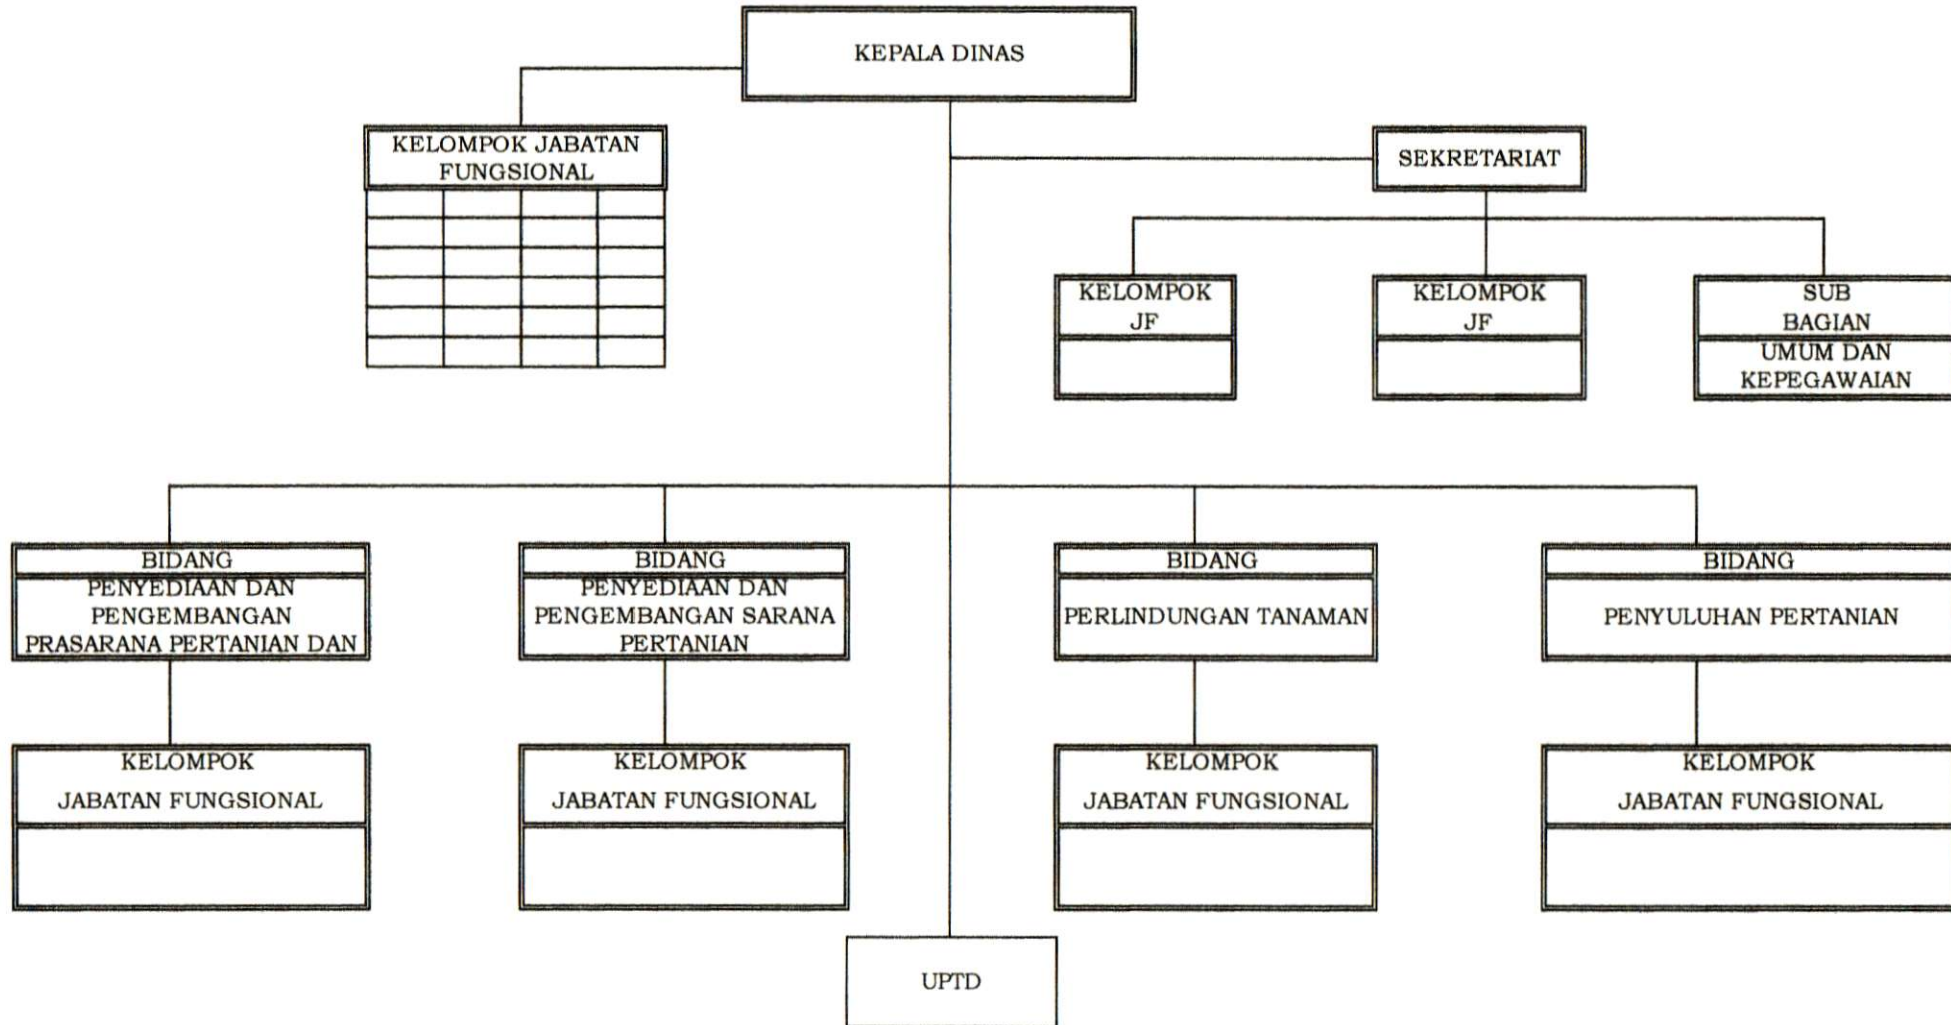 KEPALA DINAS
KELOMPOK JABATAN
FUNGSIONAL
SEKRETARIAT
KELOMPOK
JF
KELOMPOK
JF
SUB
BAGIAN
UMUM DAN
KEPEGAWAIAN
BIDANG
PENYEDIAAN DAN
PENGEMBANGAN
PRASARANA PERTANIAN DAN
BIDANG
PENYEDIAAN DAN
PENGEMBANGAN SARANA
PERTANIAN
BIDANG
PERLINDUNGAN TANAMAN
BIDANG
PENYULUHAN PERTANIAN
KELOMPOK
JABATAN FUNGSIONAL
KELOMPOK
JABATAN FUNGSIONAL
KELOMPOK
JABATAN FUNGSIONAL
KELOMPOK
JABATAN FUNGSIONAL
UPTD